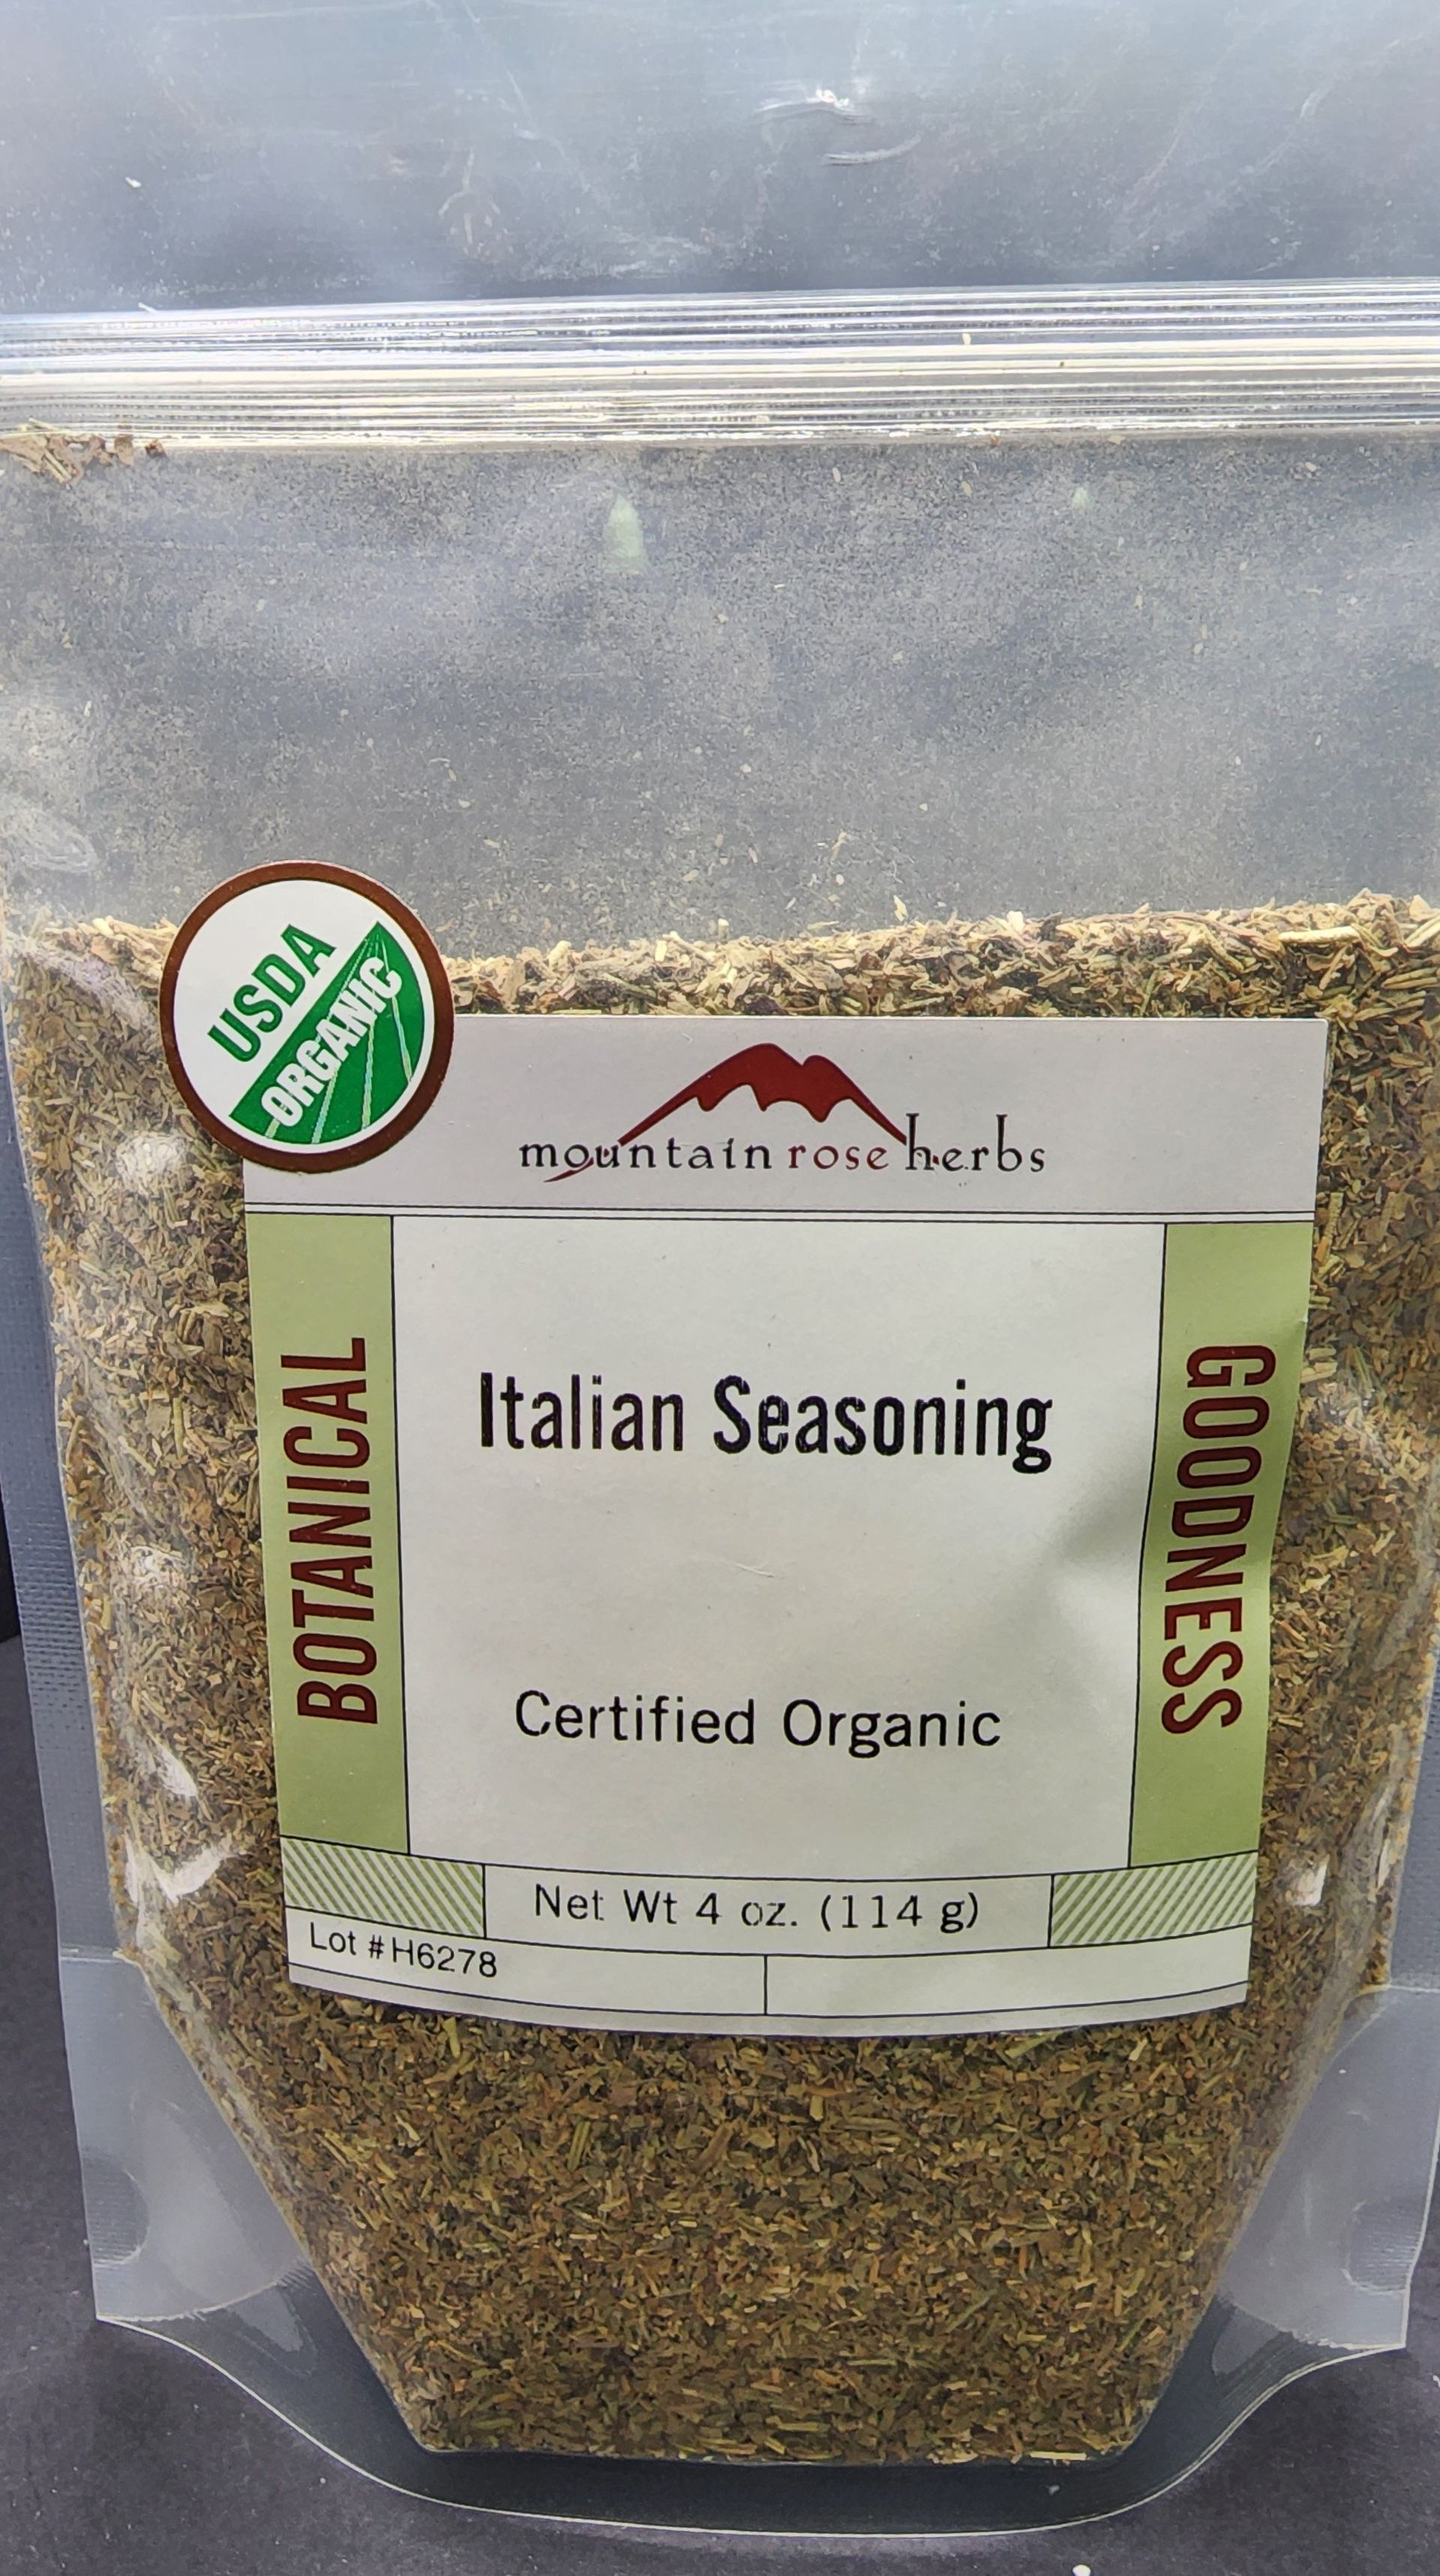 USDA
ORGANIC
mountain rose herbs
BOTANICAL
Italian Seasoning
GOODNESS
Certified Organic
Net Wt 4 oz. (114 g)
Lot #H6278